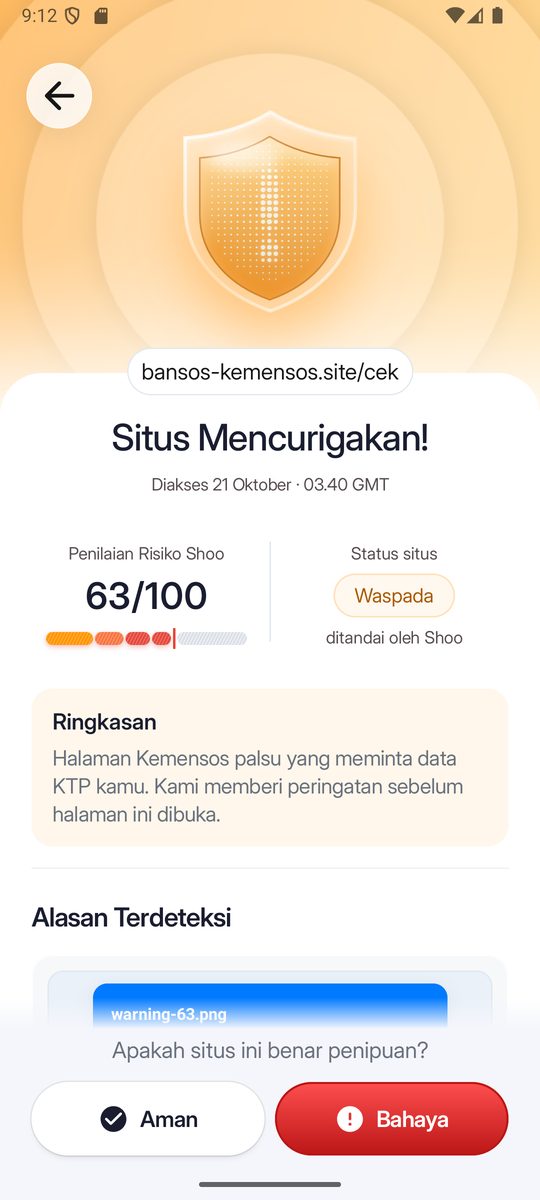 9:12
bansos-kemensos.site/cek
Situs Mencurigakan!
Diakses 21 Oktober · 03.40 GMT
Penilaian Risiko Shoo
63/100
Status situs
Waspada
ditandai oleh Shoo
Ringkasan
Halaman Kemensos palsu yang meminta data
KTP kamu. Kami memberi peringatan sebelum
halaman ini dibuka.
Alasan Terdeteksi
warning-63.png
Apakah situs ini benar penipuan?
Aman
Bahaya